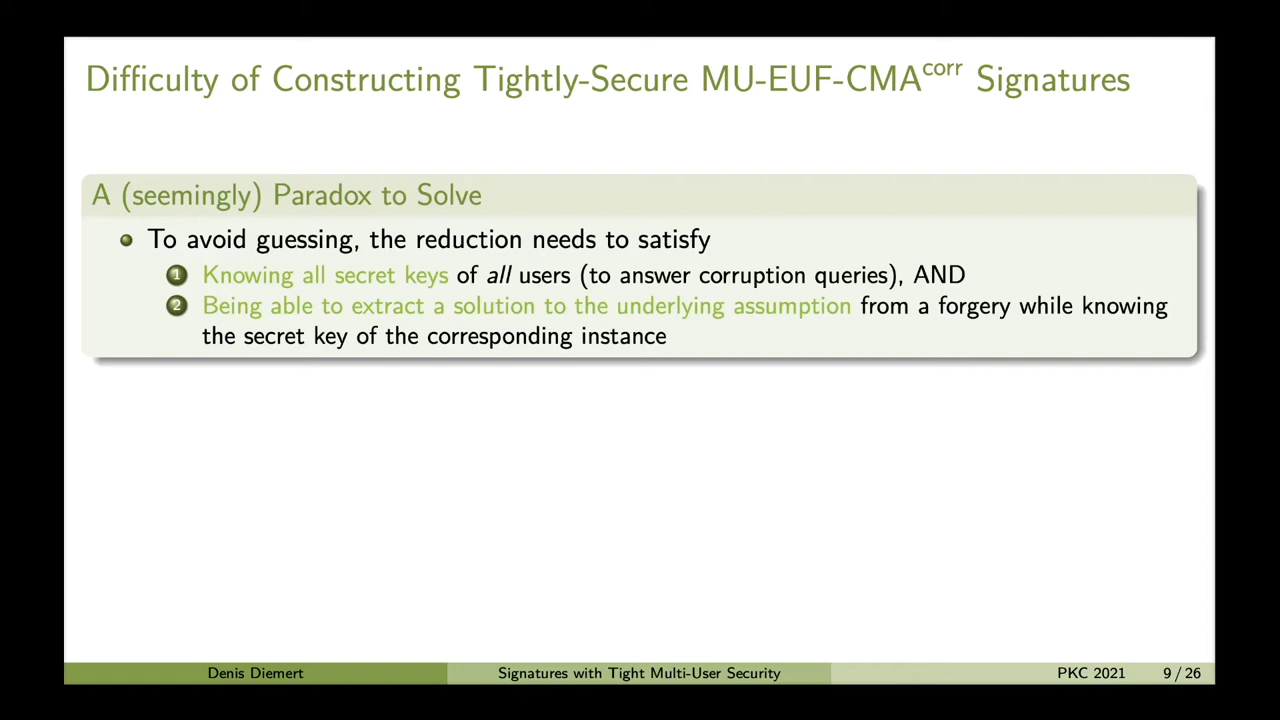 Difficulty of Constructing Tightly-Secure MU-EUF-CMA^corr Signatures
A (seemingly) Paradox to Solve
To avoid guessing, the reduction needs to satisfy
1 Knowing all secret keys of all users (to answer corruption queries), AND
2 Being able to extract a solution to the underlying assumption from a forgery while knowing
the secret key of the corresponding instance
Denis Diemert Signatures with Tight Multi-User Security PKC 2021 9 / 26